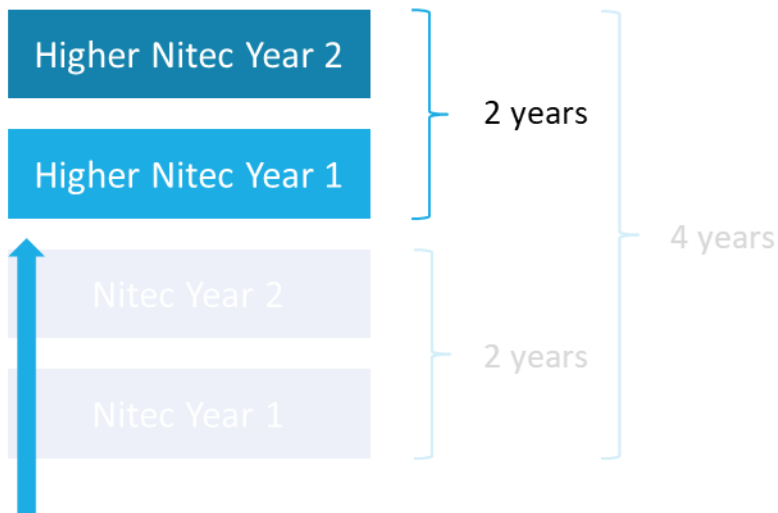 Higher Nitec Year 2
2 years
Higher Nitec Year 1
4 years
Nitec Year 2
2 years
Nitec Year 1